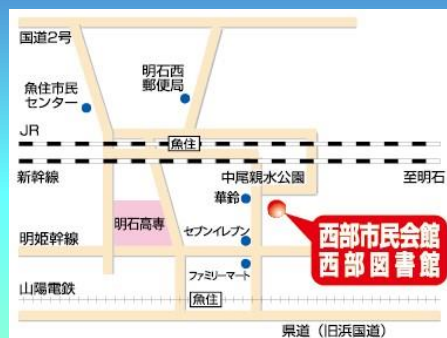 国道2号
明石西
郵便局
魚住市民
センター
JR
魚住
新幹線
中尾親水公園
至明石
華鈴
明石高専
西部市民会館
西部図書館
セブンイレブン
明姫幹線
ファミリーマート
山陽電鉄
魚住
県道（旧浜国道）